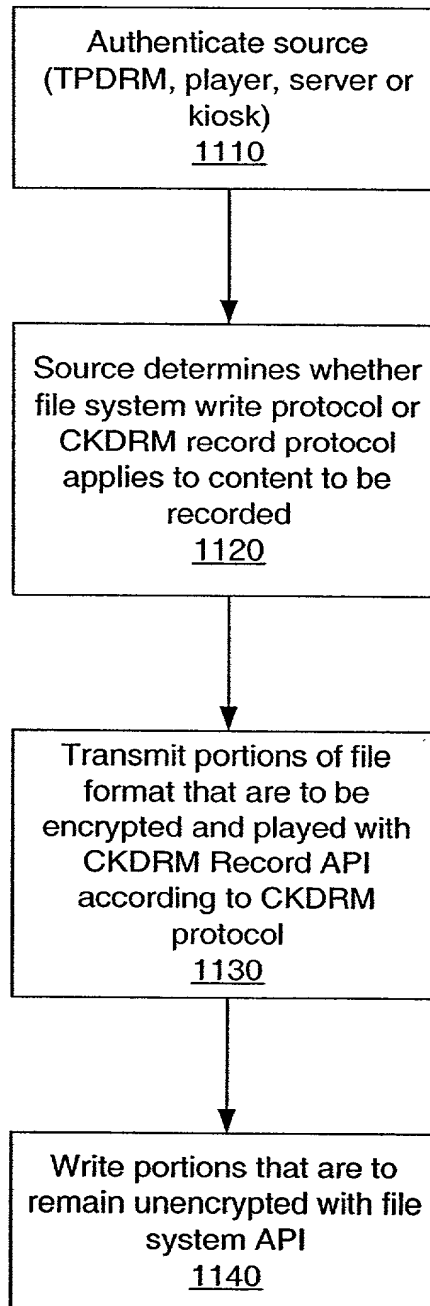 Authenticate source
(TPDRM, player, server or
kiosk)
1110
Source determines whether
file system write protocol or
CKDRM record protocol
applies to content to be
recorded
1120
Transmit portions of file
format that are to be
encrypted and played with
CKDRM Record API
according to CKDRM
protocol
1130
Write portions that are to
remain unencrypted with file
system API
1140